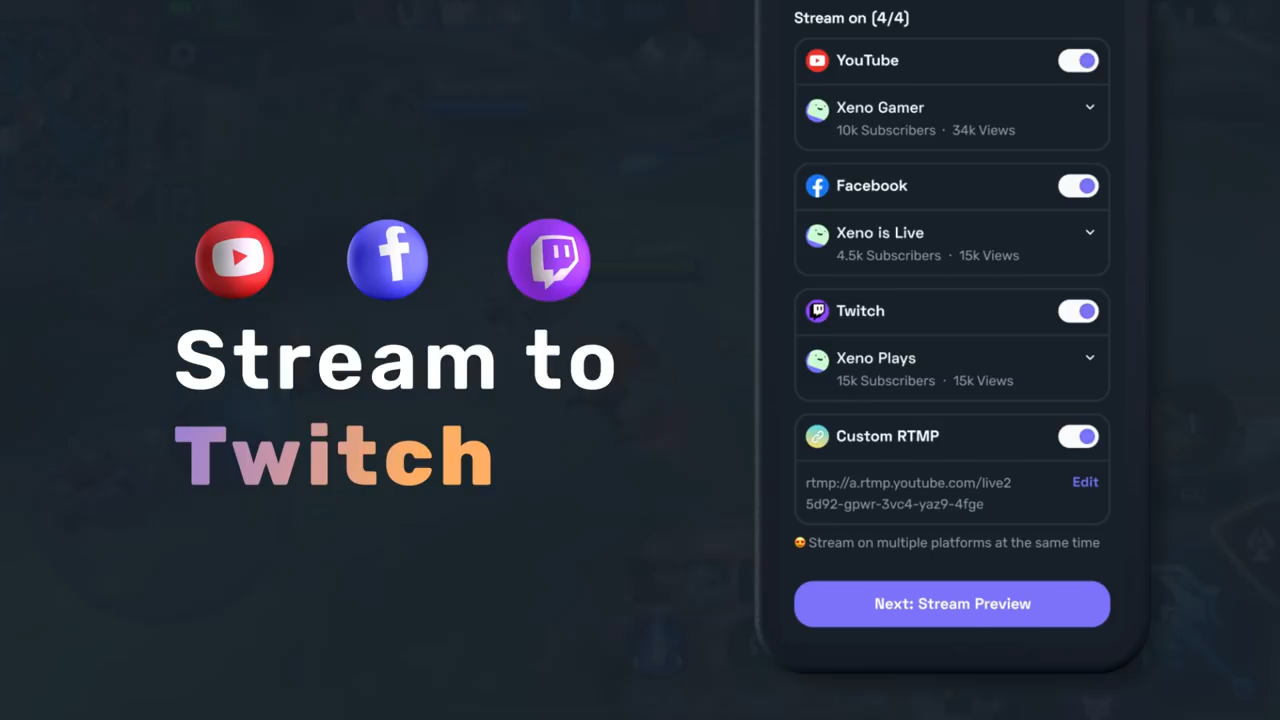 Stream to
Twitch
Stream on (4/4)
YouTube
Xeno Gamer
10k Subscribers · 34k Views
Facebook
Xeno is Live
4.5k Subscribers · 15k Views
Twitch
Xeno Plays
15k Subscribers · 15k Views
Custom RTMP
rtmp://a.rtmp.youtube.com/live2
Edit
5d92-gpwr-3vc4-yaz9-4fge
😍 Stream on multiple platforms at the same time
Next: Stream Preview